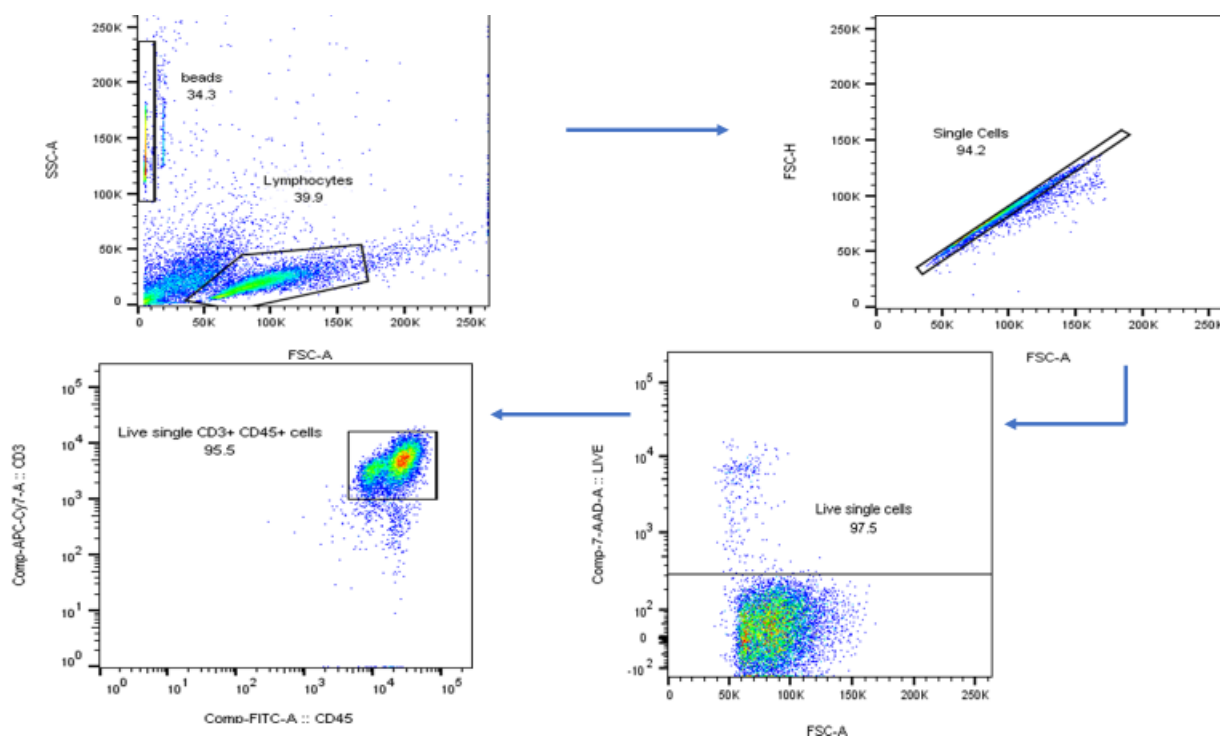 250K
200K
150K
100K
50K
0
SSC-A
beads
34.3
Lymphocytes
39.9
0
50K
100K
150K
200K
250K
FSC-A
250K
200K
150K
100K
50K
0
FSC-H
Single Cells
94.2
0
50K
100K
150K
200K
250K
FSC-A
10^5
10^4
10^3
10^2
10^1
10^0
Comp-APC-Cy7-A :: CD3
Live single CD3+ CD45+ cells
95.5
10^0
10^1
10^2
10^3
10^4
10^5
Comp-FITC-A :: CD45
10^5
10^4
10^3
10^2
0
-10^2
Comp-7-AAD-A :: LIVE
Live single cells
97.5
0
50K
100K
150K
200K
250K
FSC-A